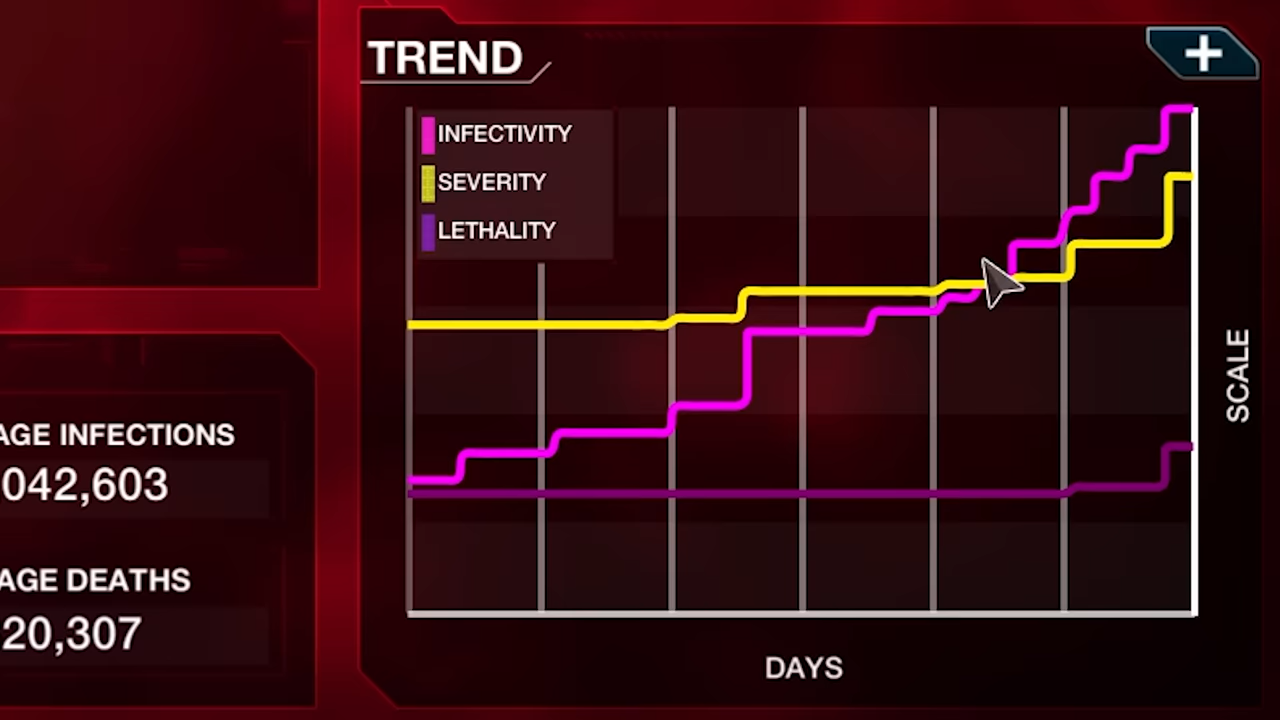 TREND
+
INFECTIVITY
SEVERITY
LETHALITY
SCALE
AGE INFECTIONS
042,603
AGE DEATHS
20,307
DAYS